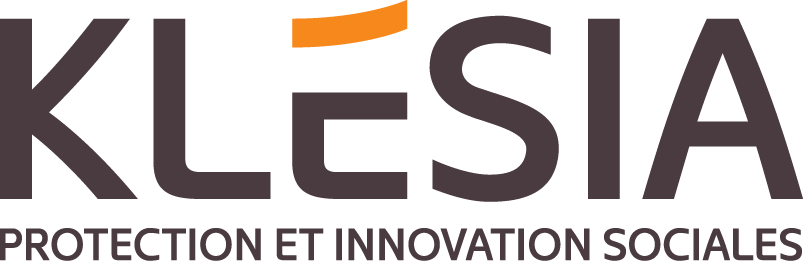 KLÉSIA
PROTECTION ET INNOVATION SOCIALES